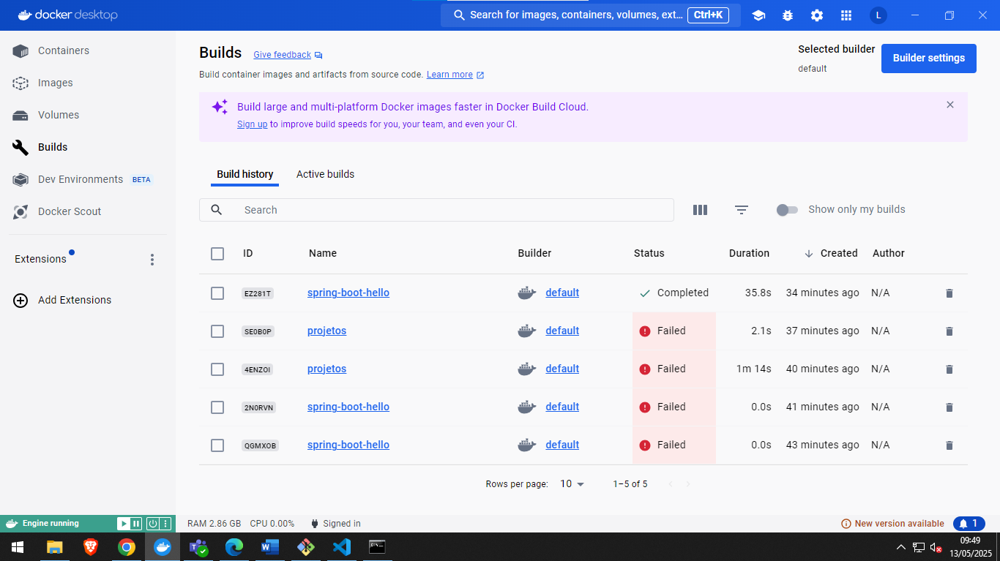 docker desktop
Search for images, containers, volumes, ext... Ctrl+K
L
Containers
Images
Volumes
Builds
Dev Environments BETA
Docker Scout
Extensions
Add Extensions
Builds Give feedback
Build container images and artifacts from source code. Learn more
Selected builder
default
Builder settings
Build large and multi-platform Docker images faster in Docker Build Cloud.
Sign up to improve build speeds for you, your team, and even your CI.
Build history Active builds
Search
Show only my builds
ID Name Builder Status Duration Created Author
EZ281T spring-boot-hello default Completed 35.8s 34 minutes ago N/A
SE0B0P projetos default Failed 2.1s 37 minutes ago N/A
4ENZOI projetos default Failed 1m 14s 40 minutes ago N/A
2N0RVN spring-boot-hello default Failed 0.0s 41 minutes ago N/A
QGMXOB spring-boot-hello default Failed 0.0s 43 minutes ago N/A
Rows per page: 10 1–5 of 5
Engine running
RAM 2.86 GB CPU 0.00% Signed in
New version available
1
09:49
13/05/2025